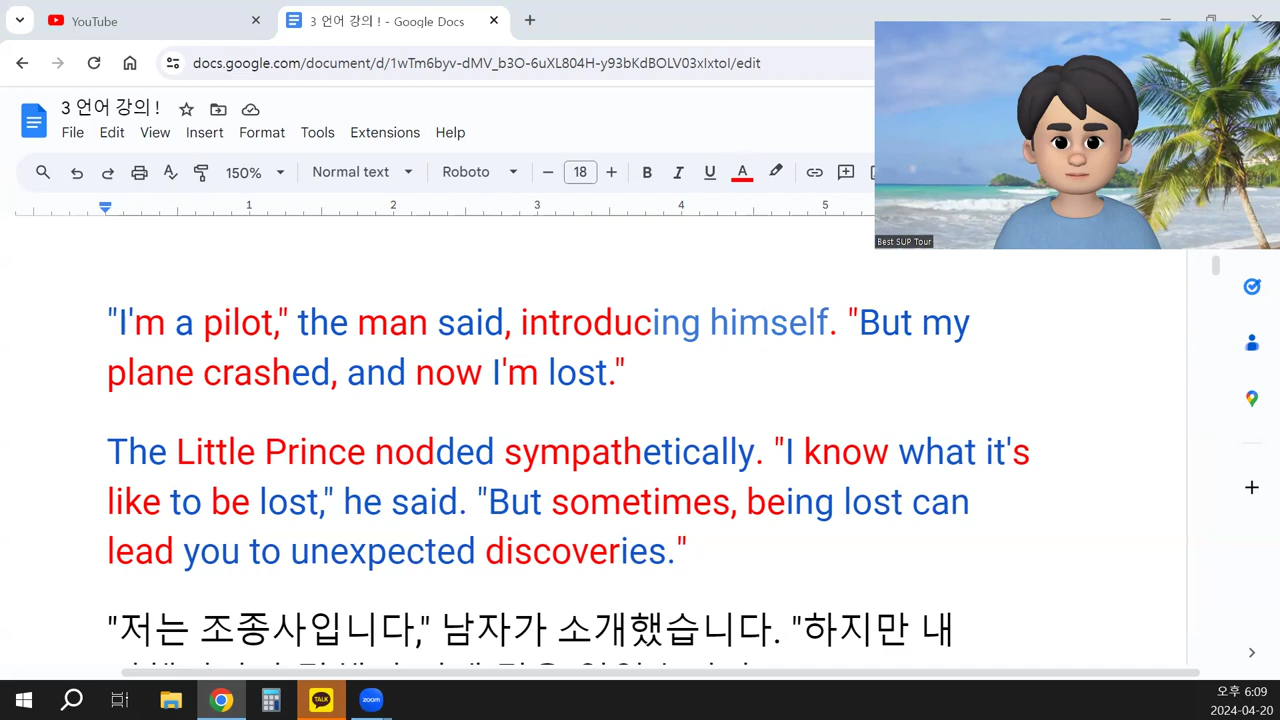 YouTube
3 언어 강의 ! - Google Docs
docs.google.com/document/d/1wTm6byv-dMV_b3O-6uXL804H-y93bKdBOLV03xIxtoI/edit
3 언어 강의 !
File Edit View Insert Format Tools Extensions Help
150% Normal text Roboto 18 B I U A
1 2 3 4 5
Best SUP Tour
"I'm a pilot," the man said, introducing himself. "But my
plane crashed, and now I'm lost."
The Little Prince nodded sympathetically. "I know what it's
like to be lost," he said. "But sometimes, being lost can
lead you to unexpected discoveries."
"저는 조종사입니다," 남자가 소개했습니다. "하지만 내
TALK
zoom
오후 6:09
2024-04-20